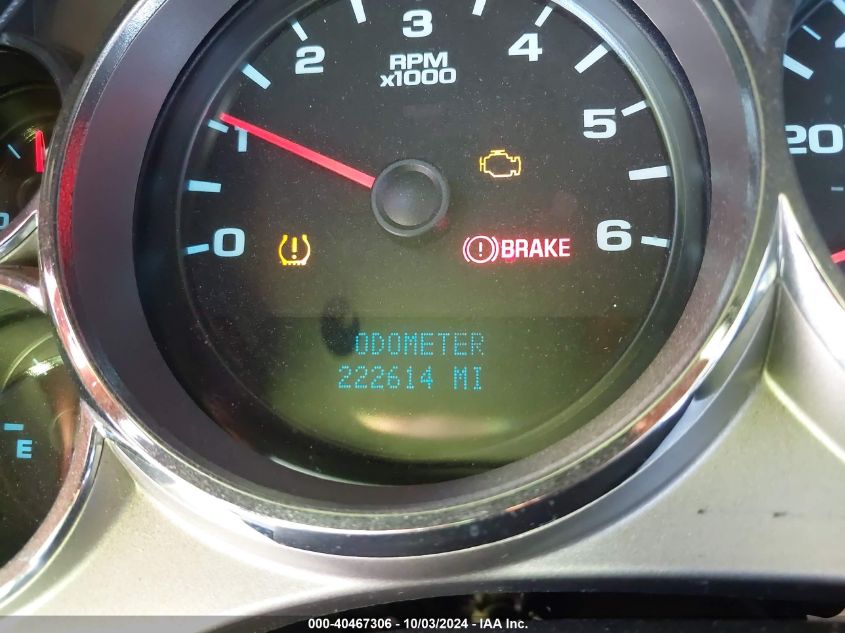 3
2
4
RPM
x1000
1
5
20
0
6
BRAKE
ODOMETER
222614 MI
E
000-40467306 - 10/03/2024 - IAA Inc.